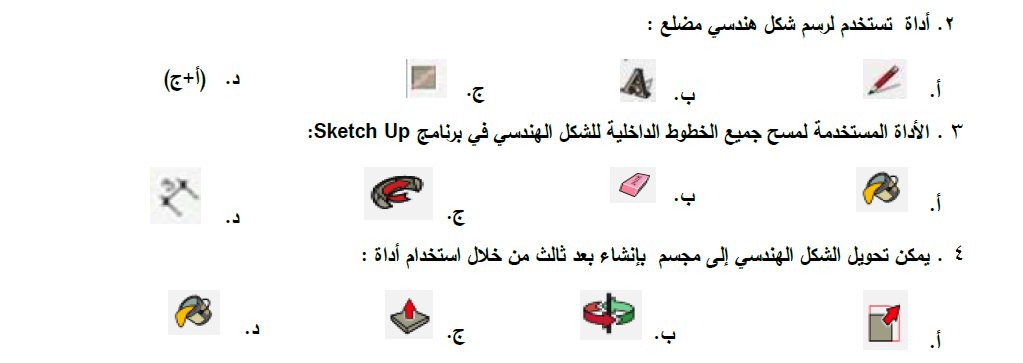 ٢. أداة تستخدم لرسم شكل هندسي مضلع :
أ. ب. ج. د. (أ+ج)
٣ . الأداة المستخدمة لمسح جميع الخطوط الداخلية للشكل الهندسي في برنامج Sketch Up:
أ. ب. ج. د.
٤ . يمكن تحويل الشكل الهندسي إلى مجسم بإنشاء بعد ثالث من خلال استخدام أداة :
أ. ب. ج. د.